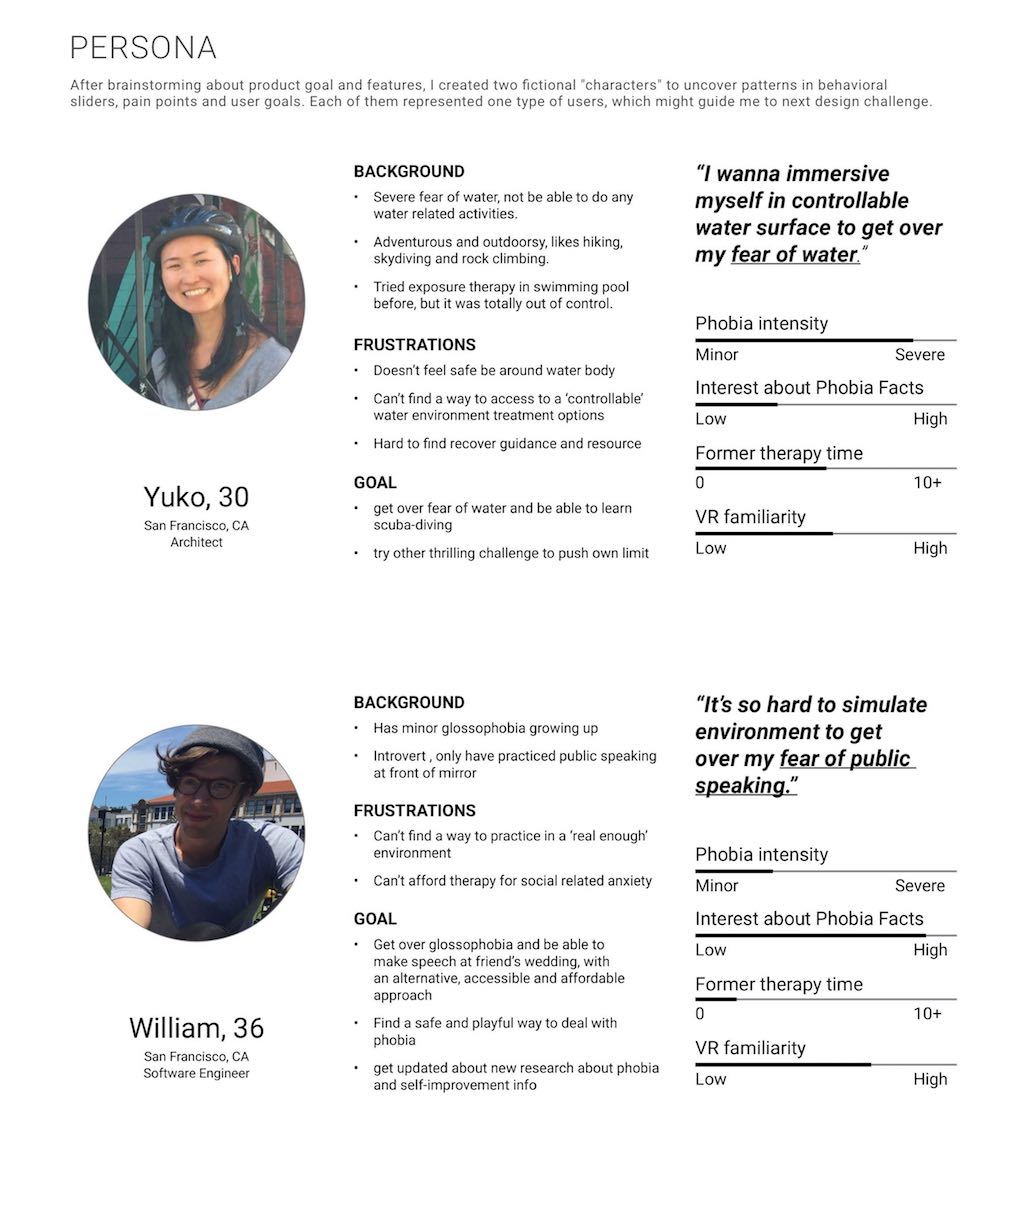 PERSONA
After brainstorming about product goal and features, I created two fictional "characters" to uncover patterns in behavioral
sliders, pain points and user goals. Each of them represented one type of users, which might guide me to next design challenge.
Yuko, 30
San Francisco, CA
Architect
BACKGROUND
• Severe fear of water, not be able to do any
water related activities.
• Adventurous and outdoorsy, likes hiking,
skydiving and rock climbing.
• Tried exposure therapy in swimming pool
before, but it was totally out of control.
FRUSTRATIONS
• Doesn’t feel safe be around water body
• Can’t find a way to access to a ‘controllable’
water environment treatment options
• Hard to find recover guidance and resource
GOAL
• get over fear of water and be able to learn
scuba-diving
• try other thrilling challenge to push own limit
“I wanna immersive
myself in controllable
water surface to get over
my fear of water.”
Phobia intensity
Minor Severe
Interest about Phobia Facts
Low High
Former therapy time
0 10+
VR familiarity
Low High
William, 36
San Francisco, CA
Software Engineer
BACKGROUND
• Has minor glossophobia growing up
• Introvert , only have practiced public speaking
at front of mirror
FRUSTRATIONS
• Can’t find a way to practice in a ‘real enough’
environment
• Can’t afford therapy for social related anxiety
GOAL
• Get over glossophobia and be able to
make speech at friend’s wedding, with
an alternative, accessible and affordable
approach
• Find a safe and playful way to deal with
phobia
• get updated about new research about phobia
and self-improvement info
“It’s so hard to simulate
environment to get
over my fear of public
speaking.”
Phobia intensity
Minor Severe
Interest about Phobia Facts
Low High
Former therapy time
0 10+
VR familiarity
Low High